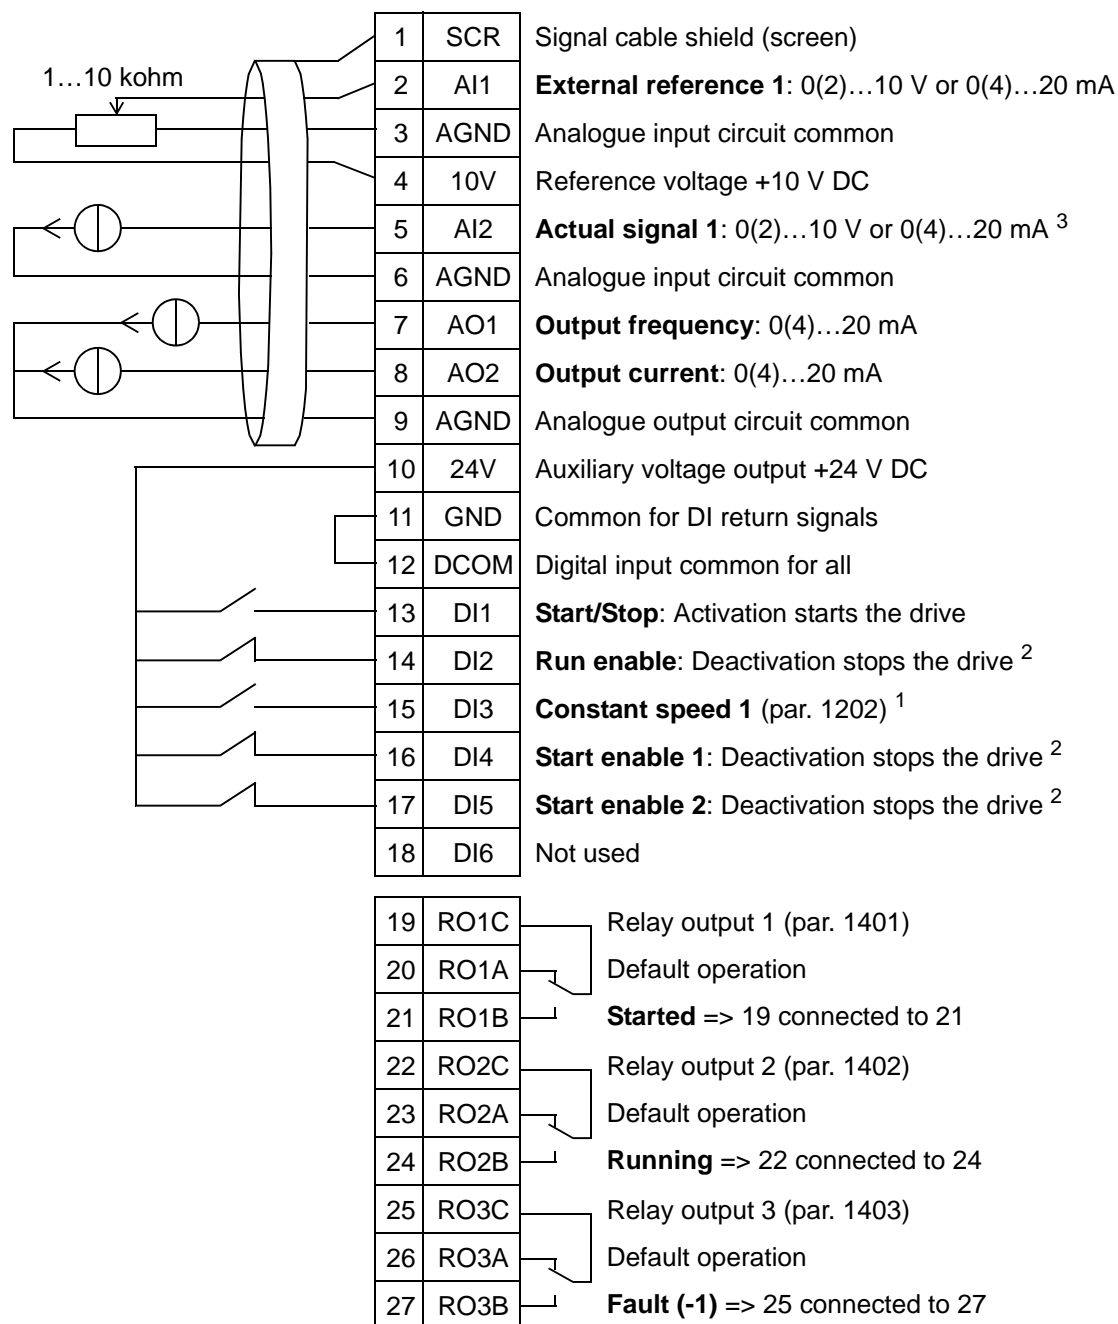 1 SCR Signal cable shield (screen)
1…10 kohm
2 AI1 External reference 1: 0(2)…10 V or 0(4)…20 mA
3 AGND Analogue input circuit common
4 10V Reference voltage +10 V DC
5 AI2 Actual signal 1: 0(2)…10 V or 0(4)…20 mA 3
6 AGND Analogue input circuit common
7 AO1 Output frequency: 0(4)…20 mA
8 AO2 Output current: 0(4)…20 mA
9 AGND Analogue output circuit common
10 24V Auxiliary voltage output +24 V DC
11 GND Common for DI return signals
12 DCOM Digital input common for all
13 DI1 Start/Stop: Activation starts the drive
14 DI2 Run enable: Deactivation stops the drive 2
15 DI3 Constant speed 1 (par. 1202) 1
16 DI4 Start enable 1: Deactivation stops the drive 2
17 DI5 Start enable 2: Deactivation stops the drive 2
18 DI6 Not used
19 RO1C Relay output 1 (par. 1401)
20 RO1A Default operation
21 RO1B Started => 19 connected to 21
22 RO2C Relay output 2 (par. 1402)
23 RO2A Default operation
24 RO2B Running => 22 connected to 24
25 RO3C Relay output 3 (par. 1403)
26 RO3A Default operation
27 RO3B Fault (-1) => 25 connected to 27